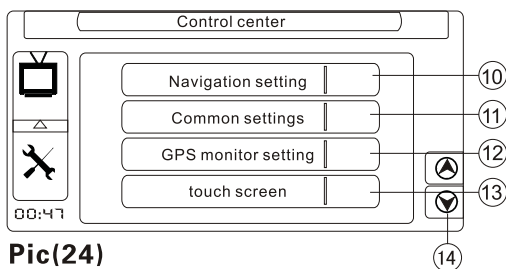 Control center
Navigation setting
10
Common settings
11
GPS monitor setting
12
touch screen
13
00:47
14
Pic(24)